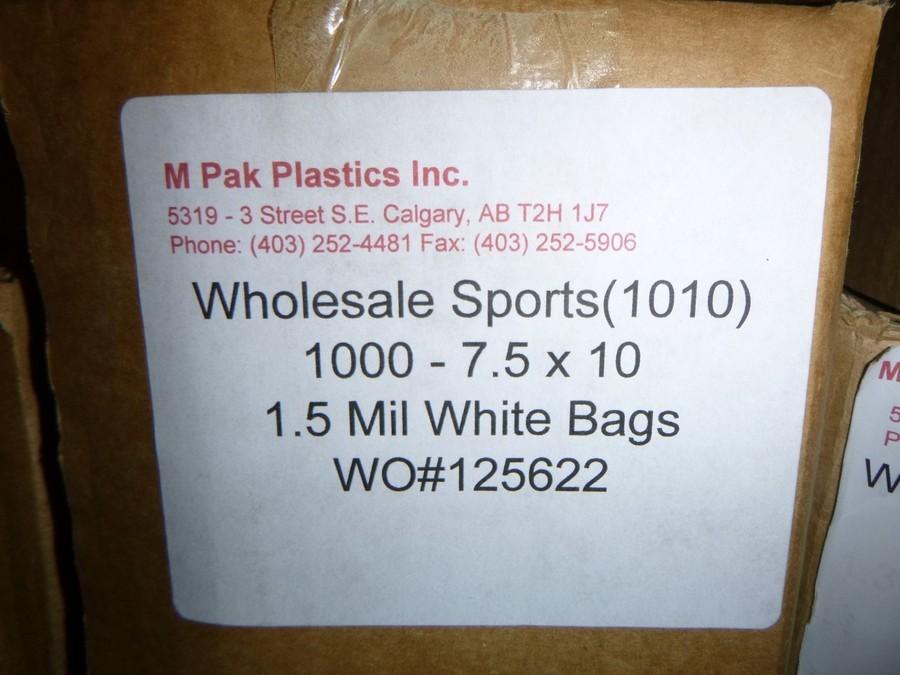 M Pak Plastics Inc.
5319 - 3 Street S.E. Calgary, AB T2H 1J7
Phone: (403) 252-4481 Fax: (403) 252-5906
Wholesale Sports(1010)
1000 - 7.5 x 10
1.5 Mil White Bags
WO#125622
M
5
P
W